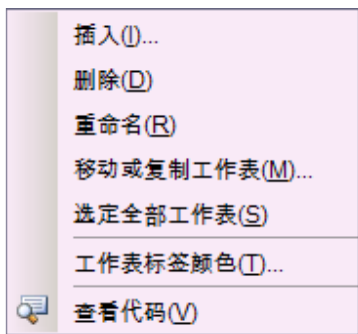 插入(I)...
删除(D)
重命名(R)
移动或复制工作表(M)...
选定全部工作表(S)
工作表标签颜色(T)...
查看代码(V)